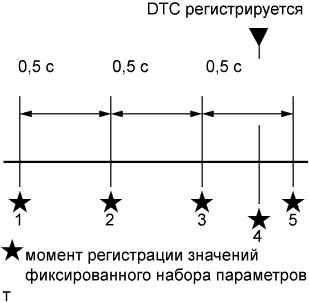 DTC регистрируется
0,5 с 0,5 с 0,5 с
1 2 3 4 5
момент регистрации значений
фиксированного набора параметров
T